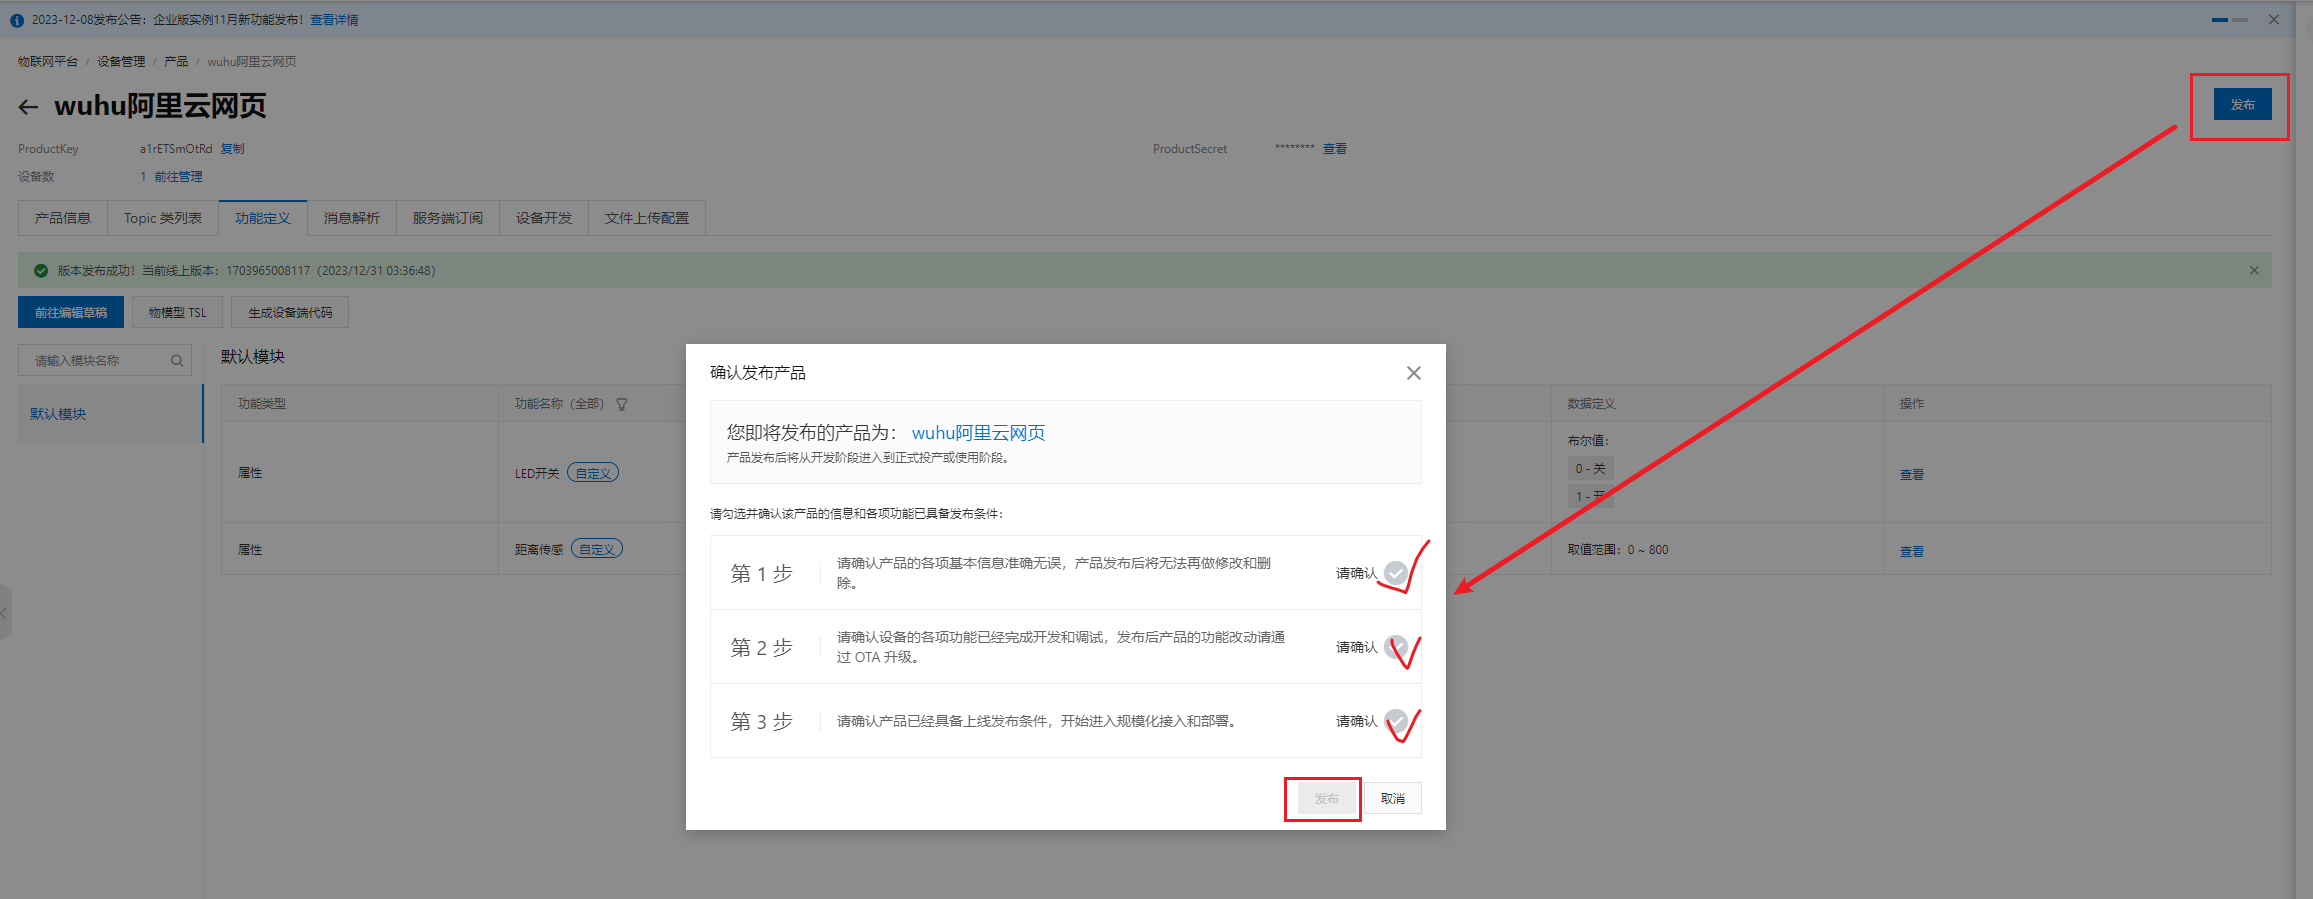 2023-12-08发布公告：企业版实例11月新功能发布！查看详情
物联网平台 / 设备管理 / 产品 / wuhu阿里云网页
wuhu阿里云网页
发布
ProductKey a1rETSmOtRd 复制 ProductSecret ******** 查看
设备数 1 前往管理
产品信息 Topic 类列表 功能定义 消息解析 服务端订阅 设备开发 文件上传配置
版本发布成功！当前线上版本：1703965008117（2023/12/31 03:36:48）
前往编辑草稿 物模型 TSL 生成设备端代码
请输入模块名称
默认模块
默认模块
功能类型 功能名称（全部） 数据定义 操作
属性 LED开关 自定义 布尔值： 查看
0 - 关
1 - 开
属性 距离传感 自定义 取值范围：0 ~ 800 查看
确认发布产品
您即将发布的产品为： wuhu阿里云网页
产品发布后将从开发阶段进入到正式投产或使用阶段。
请勾选并确认该产品的信息和各项功能已具备发布条件：
第 1 步 请确认产品的各项基本信息准确无误，产品发布后将无法再做修改和删
除。
请确认
第 2 步 请确认设备的各项功能已经完成开发和调试，发布后产品的功能改动请通
过 OTA 升级。
请确认
第 3 步 请确认产品已经具备上线发布条件，开始进入规模化接入和部署。 请确认
发布 取消